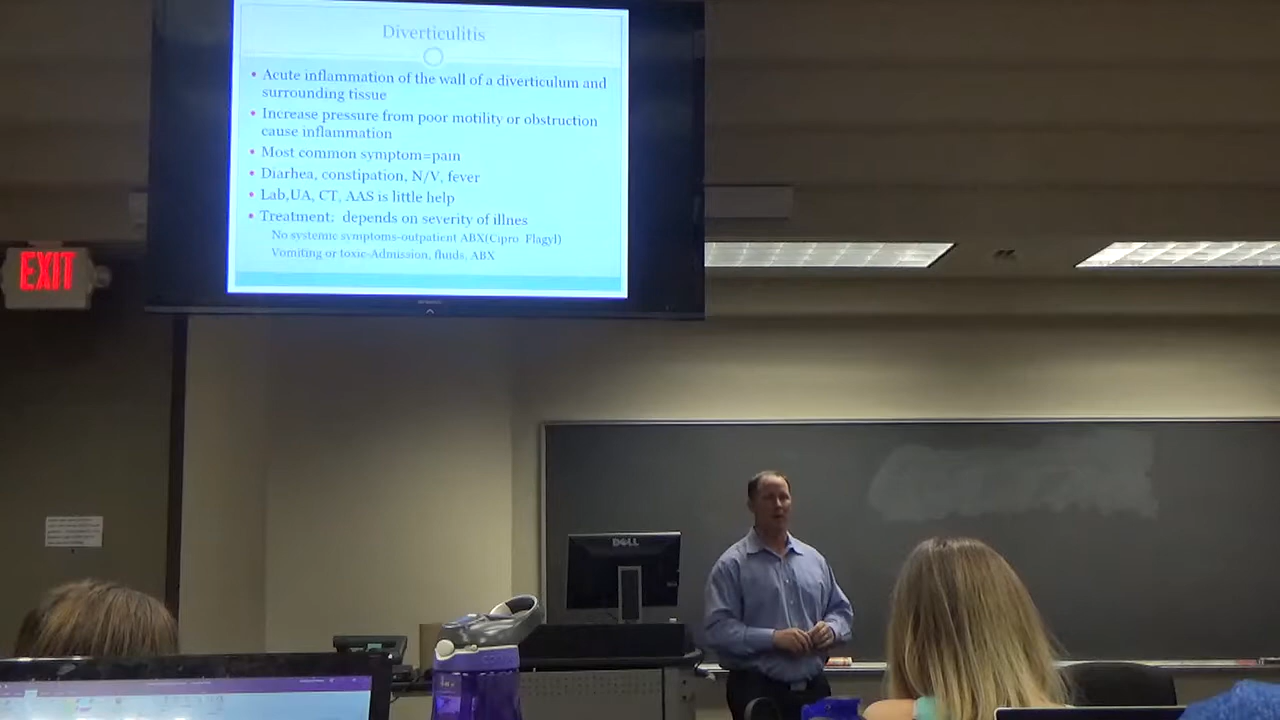 Diverticulitis
• Acute inflammation of the wall of a diverticulum and
surrounding tissue
• Increase pressure from poor motility or obstruction
cause inflammation
• Most common symptom=pain
• Diarhea, constipation, N/V, fever
• Lab,UA, CT, AAS is little help
• Treatment: depends on severity of illnes
No systemic symptoms-outpatient ABX(Cipro Flagyl)
Vomiting or toxic-Admission, fluids, ABX
EXIT
DELL